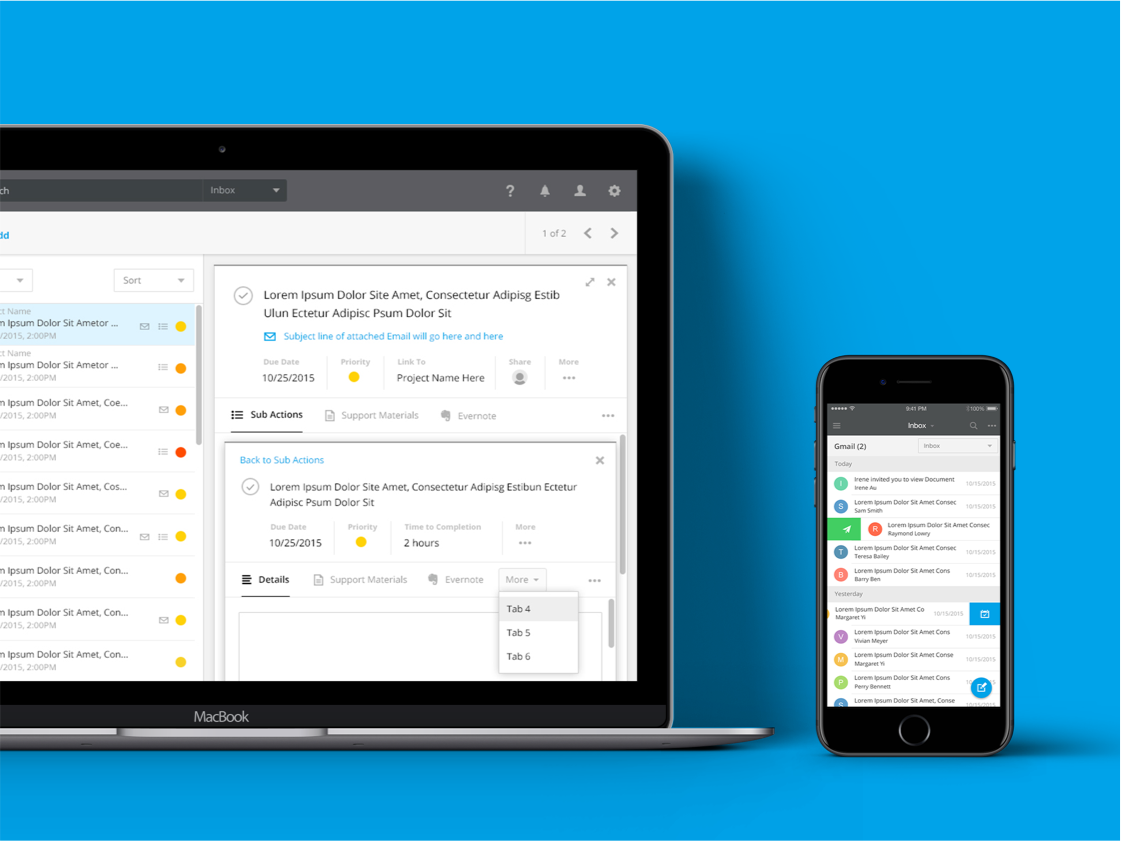 ch
Inbox
?
dd
1 of 2
Sort
ct Name
m Ipsum Dolor Sit Ametor ...
/2015, 2:00PM
ct Name
m Ipsum Dolor Sit Ametor ...
/2015, 2:00PM
m Ipsum Dolor Sit Amet, Coe...
/2015, 2:00PM
m Ipsum Dolor Sit Amet, Coe...
/2015, 2:00PM
m Ipsum Dolor Sit Amet, Cos...
/2015, 2:00PM
m Ipsum Dolor Sit Amet, Con...
/2015, 2:00PM
m Ipsum Dolor Sit Amet, Con...
/2015, 2:00PM
m Ipsum Dolor Sit Amet, Con...
/2015, 2:00PM
m Ipsum Dolor Sit Amet, Con...
/2015, 2:00PM
Lorem Ipsum Dolor Site Amet, Consectetur Adipisg Estib
Ulun Ectetur Adipisc Psum Dolor Sit
Subject line of attached Email will go here and here
Due Date Priority Link To Share More
10/25/2015 Project Name Here
Sub Actions Support Materials Evernote
Back to Sub Actions
Lorem Ipsum Dolor Site Amet, Consectetur Adipisg Estibun Ectetur
Adipisc Psum Dolor Sit
Due Date Priority Time to Completion More
10/25/2015 2 hours
Details Support Materials Evernote More
Tab 4
Tab 5
Tab 6
MacBook
9:41 PM 100%
Inbox
Gmail (2) Inbox
Today
I Irene invited you to view Document
Irene Au 10/15/2015
S Lorem Ipsum Dolor Sit Amet Consec
Sam Smith 10/15/2015
R Lorem Ipsum Dolor Sit Amet Consec
Raymond Lowry
T Lorem Ipsum Dolor Sit Amet Consec
Teresa Bailey 10/15/2015
B Lorem Ipsum Dolor Sit Amet Cons
Barry Ben 10/15/2015
Yesterday
Lorem Ipsum Dolor Sit Amet Co 10/15/2015
Margaret Yi
V Lorem Ipsum Dolor Sit Amet Cons
Vivian Meyer 10/15/2015
M Lorem Ipsum Dolor Sit Amet Conse
Margaret Yi 10/15/2015
P Lorem Ipsum Dolor Sit Amet Cons
Perry Bennett
S Lorem Ipsum Dolor Sit Amet, Conse 10/15/2015